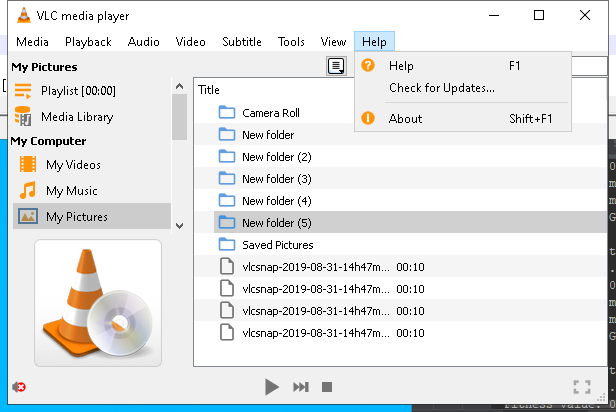 VLC media player
Media Playback Audio Video Subtitle Tools View Help
My Pictures
Playlist [00:00]
Media Library
My Computer
My Videos
My Music
My Pictures
Help F1
Check for Updates...
About Shift+F1
Title
Camera Roll
New folder
New folder (2)
New folder (3)
New folder (4)
New folder (5)
Saved Pictures
vlcsnap-2019-08-31-14h47m... 00:10
vlcsnap-2019-08-31-14h47m... 00:10
vlcsnap-2019-08-31-14h47m... 00:10
vlcsnap-2019-08-31-14h47m... 00:10